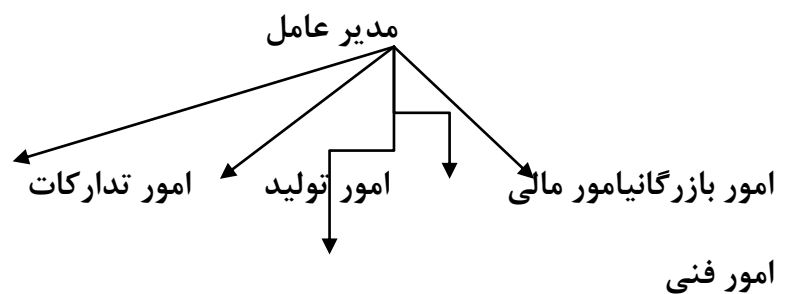 مدیر عامل
امور بازرگانیامور مالی امور تولید امور تدارکات
امور فنی